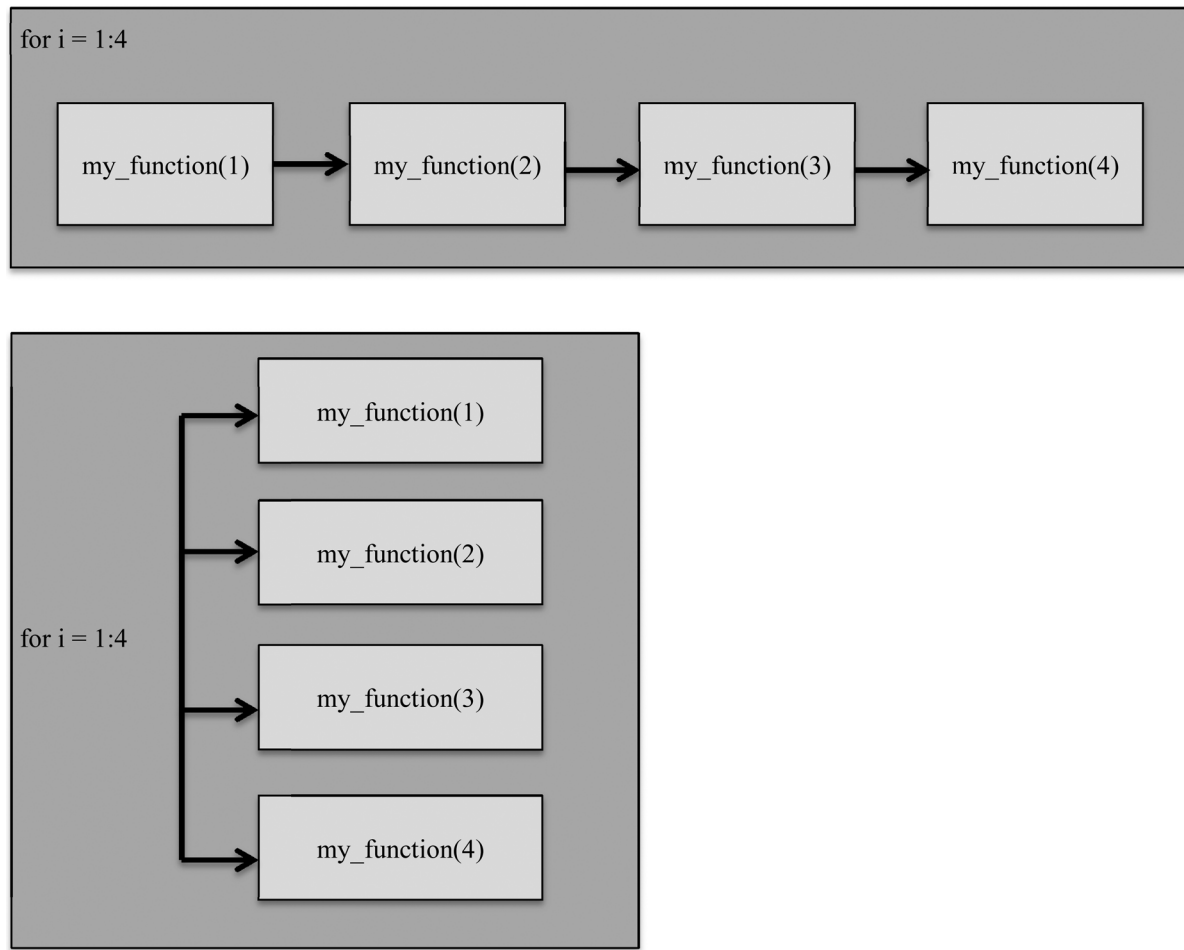 for i = 1:4
my_function(1)
my_function(2)
my_function(3)
my_function(4)
my_function(1)
my_function(2)
for i = 1:4
my_function(3)
my_function(4)